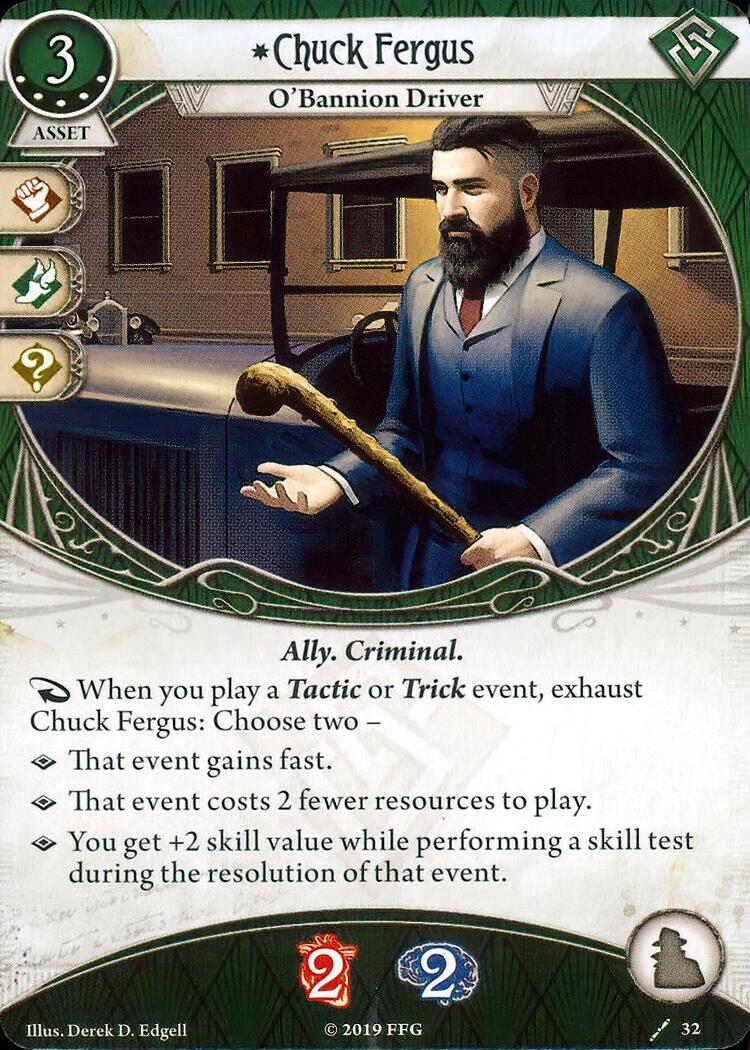 3
Chuck Fergus
O'Bannion Driver
ASSET
?
Ally. Criminal.
When you play a Tactic or Trick event, exhaust
Chuck Fergus: Choose two –
That event gains fast.
That event costs 2 fewer resources to play.
You get +2 skill value while performing a skill test
during the resolution of that event.
2 2
Illus. Derek D. Edgell © 2019 FFG 32